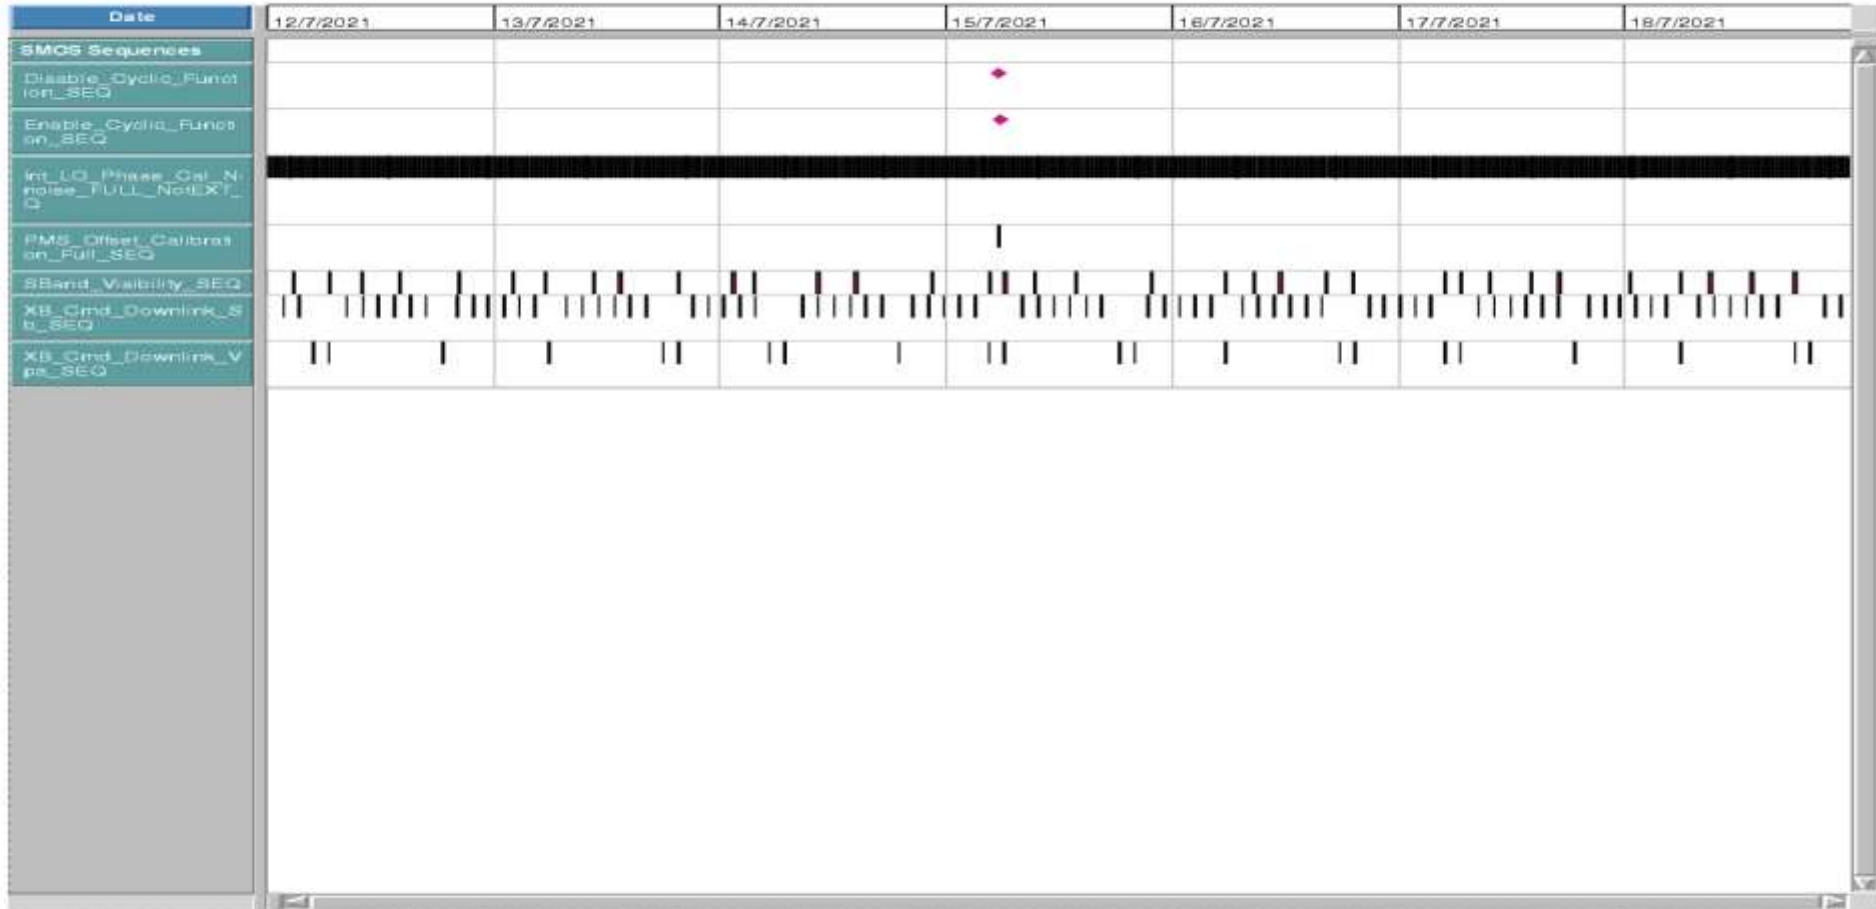 Date
12/7/2021 13/7/2021 14/7/2021 15/7/2021 16/7/2021 17/7/2021 18/7/2021
SMOS Sequences
Disable_Cyclic_Funct
ion_SEQ
Enable_Cyclic_Functi
on_SEQ
Int_LO_Phase_Cal_N
noise_FULL_NotEXT_
Q
PMS_Offset_Calibrati
on_Full_SEQ
SBand_Visibility_SEQ
XB_Cmd_Downlink_S
b_SEQ
XB_Cmd_Downlink_V
pa_SEQ